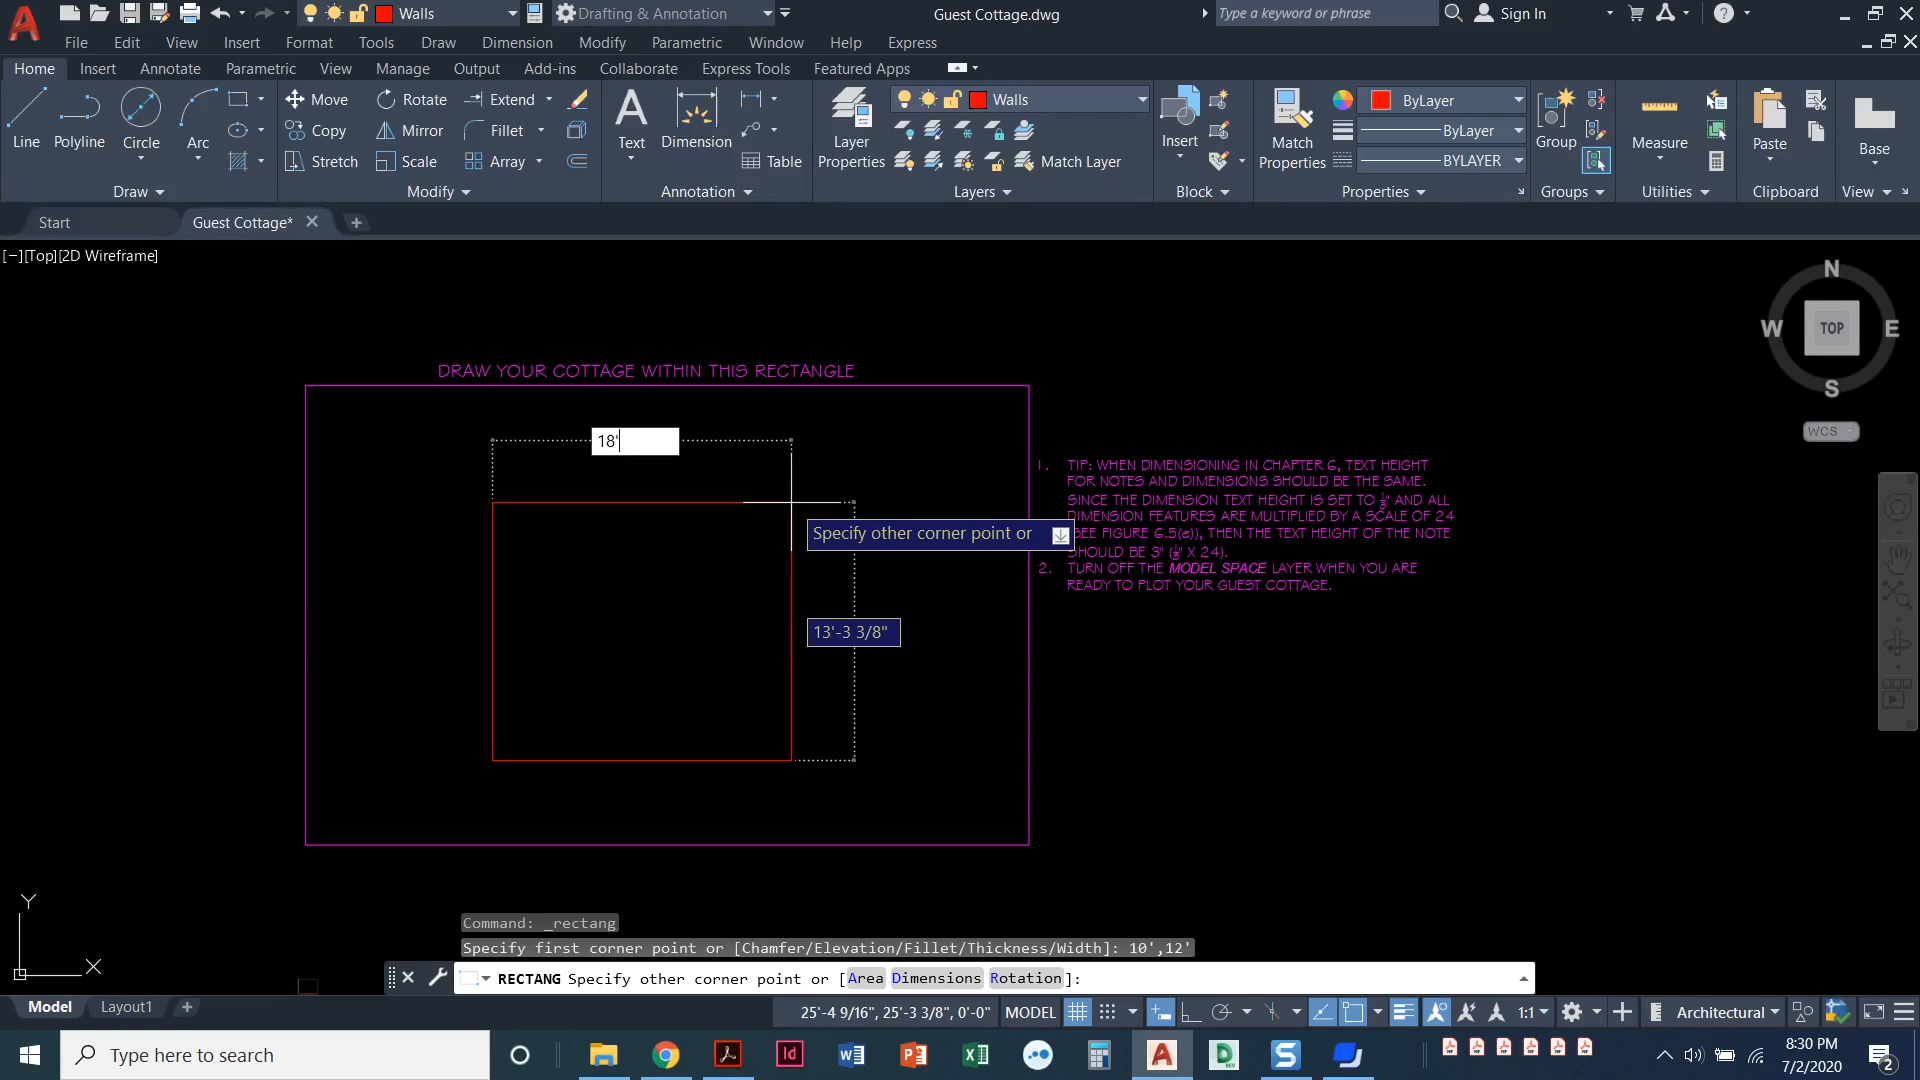 Walls
Drafting & Annotation
Guest Cottage.dwg
Type a keyword or phrase
Sign In
File Edit View Insert Format Tools Draw Dimension Modify Parametric Window Help Express
Home Insert Annotate Parametric View Manage Output Add-ins Collaborate Express Tools Featured Apps
Line Polyline Circle Arc
Move Rotate Extend
Copy Mirror Fillet
Stretch Scale Array
Text Dimension Table
Layer Properties
Walls
Match Layer
Insert
Match Properties
ByLayer
ByLayer
BYLAYER
Group
Measure
Paste
Base
Draw Modify Annotation Layers Block Properties Groups Utilities Clipboard View
Start Guest Cottage*
[−][Top][2D Wireframe]
N
W TOP E
S
WCS
DRAW YOUR COTTAGE WITHIN THIS RECTANGLE
18'
Specify other corner point or
13'-3 3/8"
1. TIP: WHEN DIMENSIONING IN CHAPTER 6, TEXT HEIGHT
FOR NOTES AND DIMENSIONS SHOULD BE THE SAME.
SINCE THE DIMENSION TEXT HEIGHT IS SET TO ⅛" AND ALL
DIMENSION FEATURES ARE MULTIPLIED BY A SCALE OF 24
SEE FIGURE 6.5(e)), THEN THE TEXT HEIGHT OF THE NOTE
SHOULD BE 3" (⅛" X 24).
2. TURN OFF THE MODEL SPACE LAYER WHEN YOU ARE
READY TO PLOT YOUR GUEST COTTAGE.
Y
X
Command: _rectang
Specify first corner point or [Chamfer/Elevation/Fillet/Thickness/Width]: 10',12'
RECTANG Specify other corner point or [Area Dimensions Rotation]:
Model Layout1
25'-4 9/16", 25'-3 3/8", 0'-0" MODEL
1:1
Architectural
Type here to search
8:30 PM
7/2/2020
2